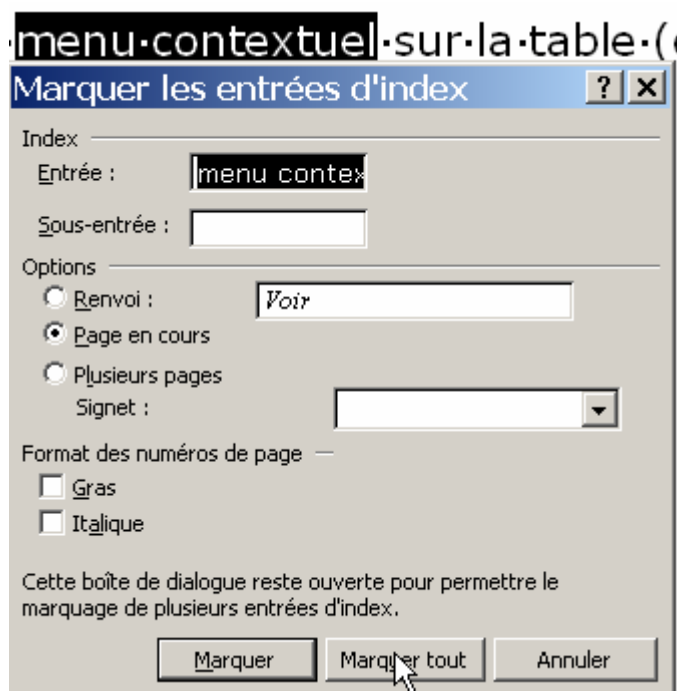 ·menu·contextuel·sur·la·table·(
Marquer les entrées d'index ? X
Index
Entrée : menu contex
Sous-entrée :
Options
Renvoi : Voir
Page en cours
Plusieurs pages
Signet :
Format des numéros de page
Gras
Italique
Cette boîte de dialogue reste ouverte pour permettre le
marquage de plusieurs entrées d'index.
Marquer Marquer tout Annuler